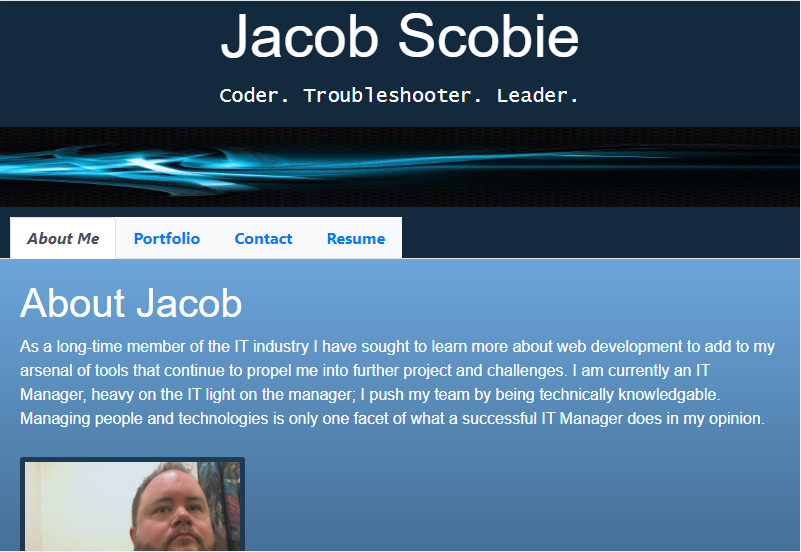 Jacob Scobie
Coder. Troubleshooter. Leader.
About Me Portfolio Contact Resume
About Jacob
As a long-time member of the IT industry I have sought to learn more about web development to add to my
arsenal of tools that continue to propel me into further project and challenges. I am currently an IT
Manager, heavy on the IT light on the manager; I push my team by being technically knowledgable.
Managing people and technologies is only one facet of what a successful IT Manager does in my opinion.